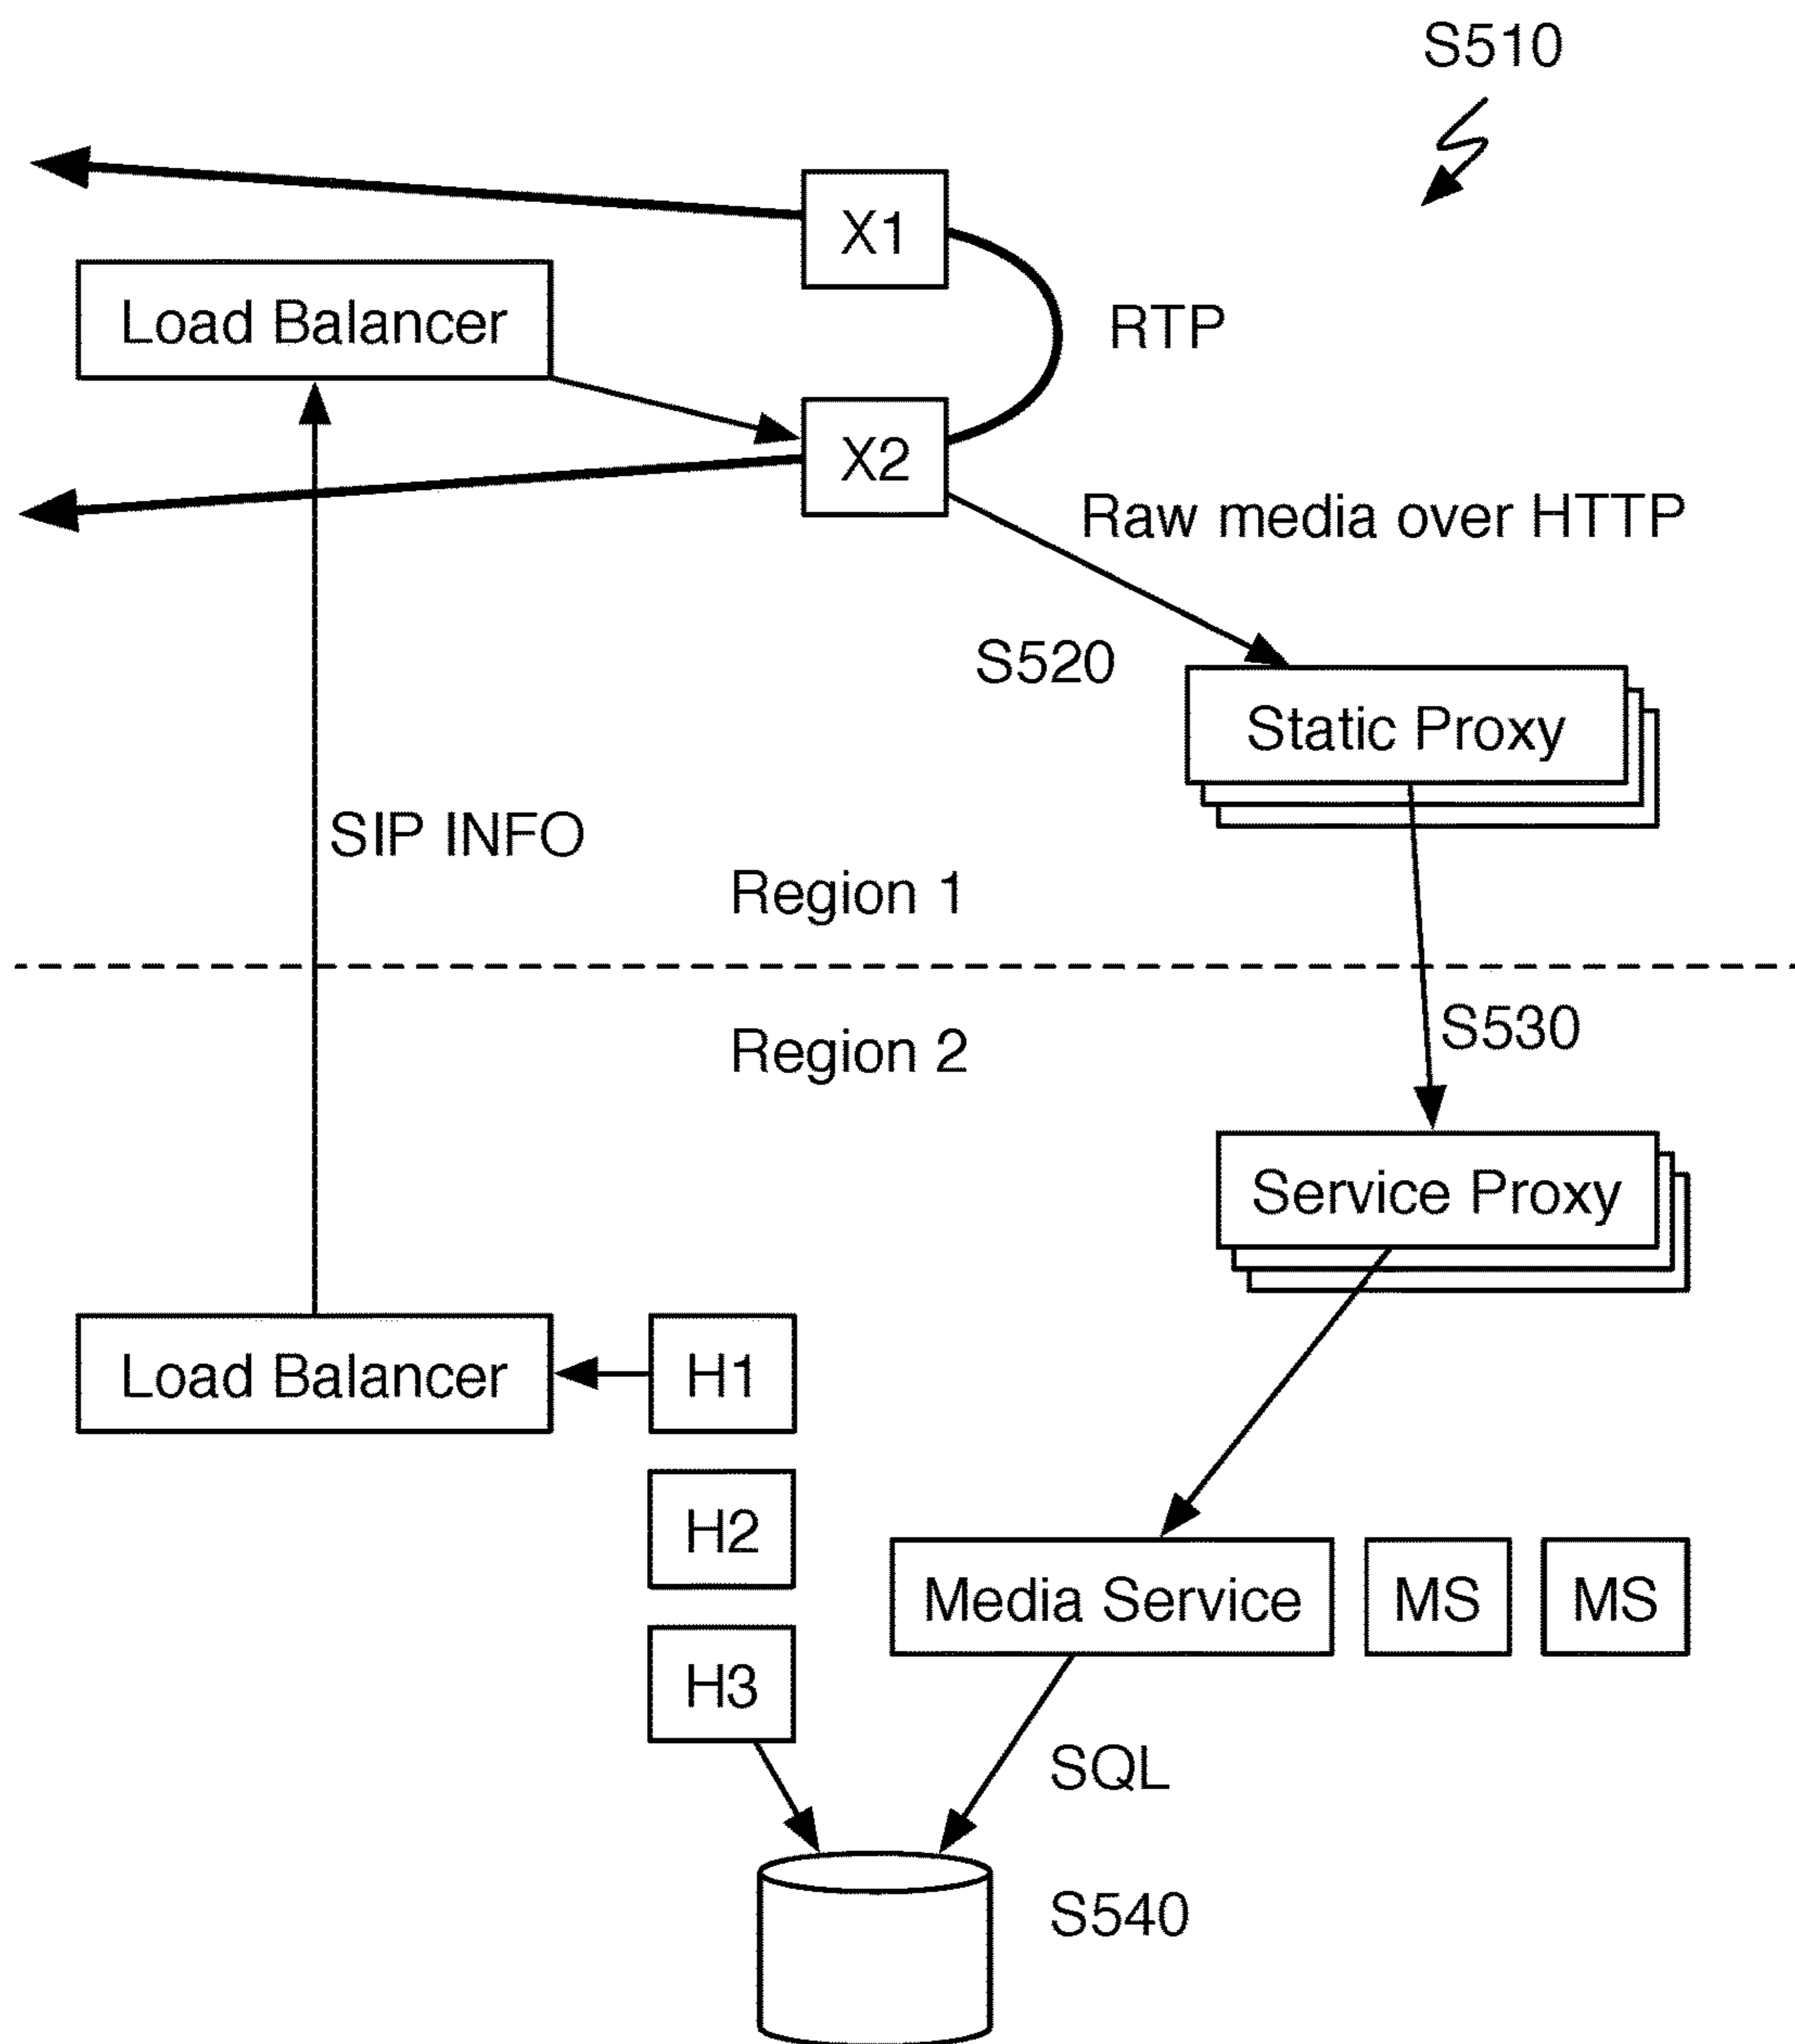 S510
X1
Load Balancer
RTP
X2
Raw media over HTTP
S520
Static Proxy
SIP INFO
Region 1
Region 2
S530
Service Proxy
Load Balancer
H1
H2
Media Service
MS
MS
H3
SQL
S540